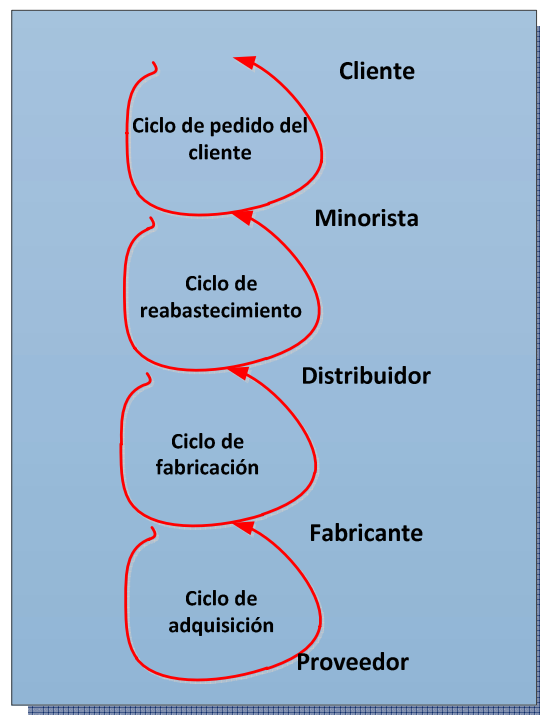 Cliente
Ciclo de pedido del
cliente
Minorista
Ciclo de
reabastecimiento
Distribuidor
Ciclo de
fabricación
Fabricante
Ciclo de
adquisición
Proveedor